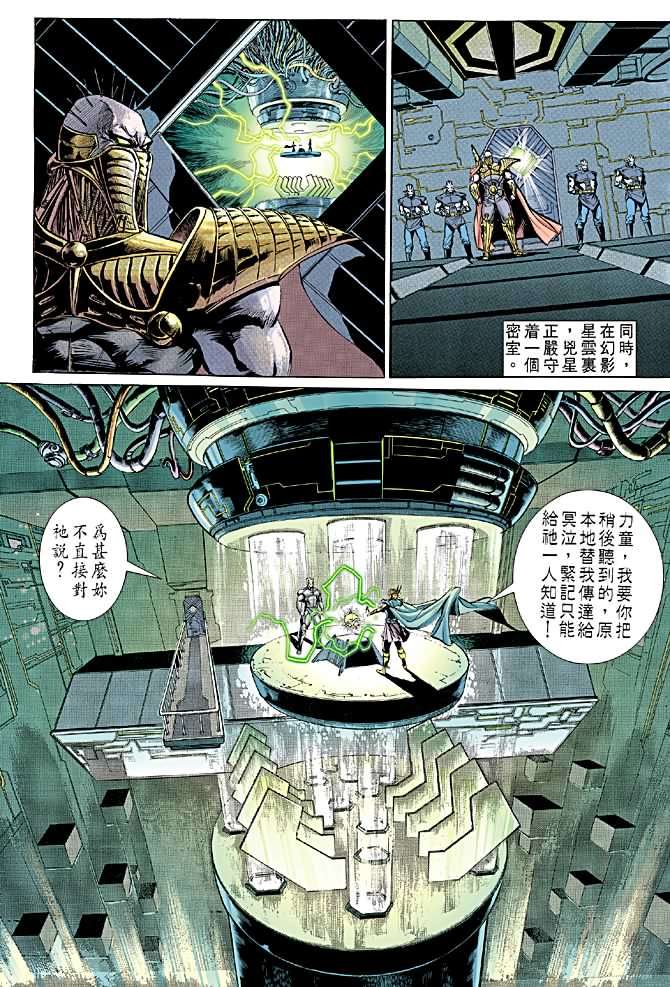 同時，
在幻影
星雲裏
，兇星
正嚴守
着一個
密室。
力童，我要你把
稍後聽到的，原
本地替我傳達給
冥泣，緊記只能
給祂一人知道！
爲甚麼妳
不直接對
祂說？